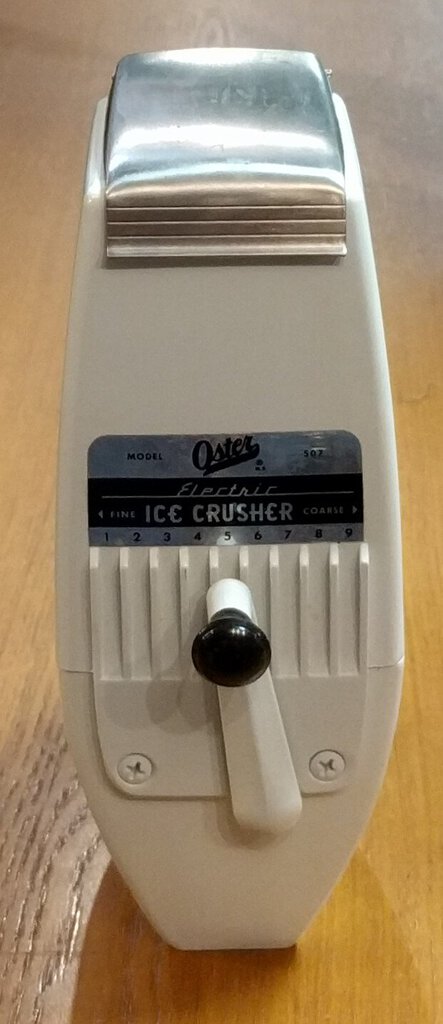 MODEL Oster ® 507
Electric
FINE ICE CRUSHER COARSE
1 2 3 4 5 6 7 8 9